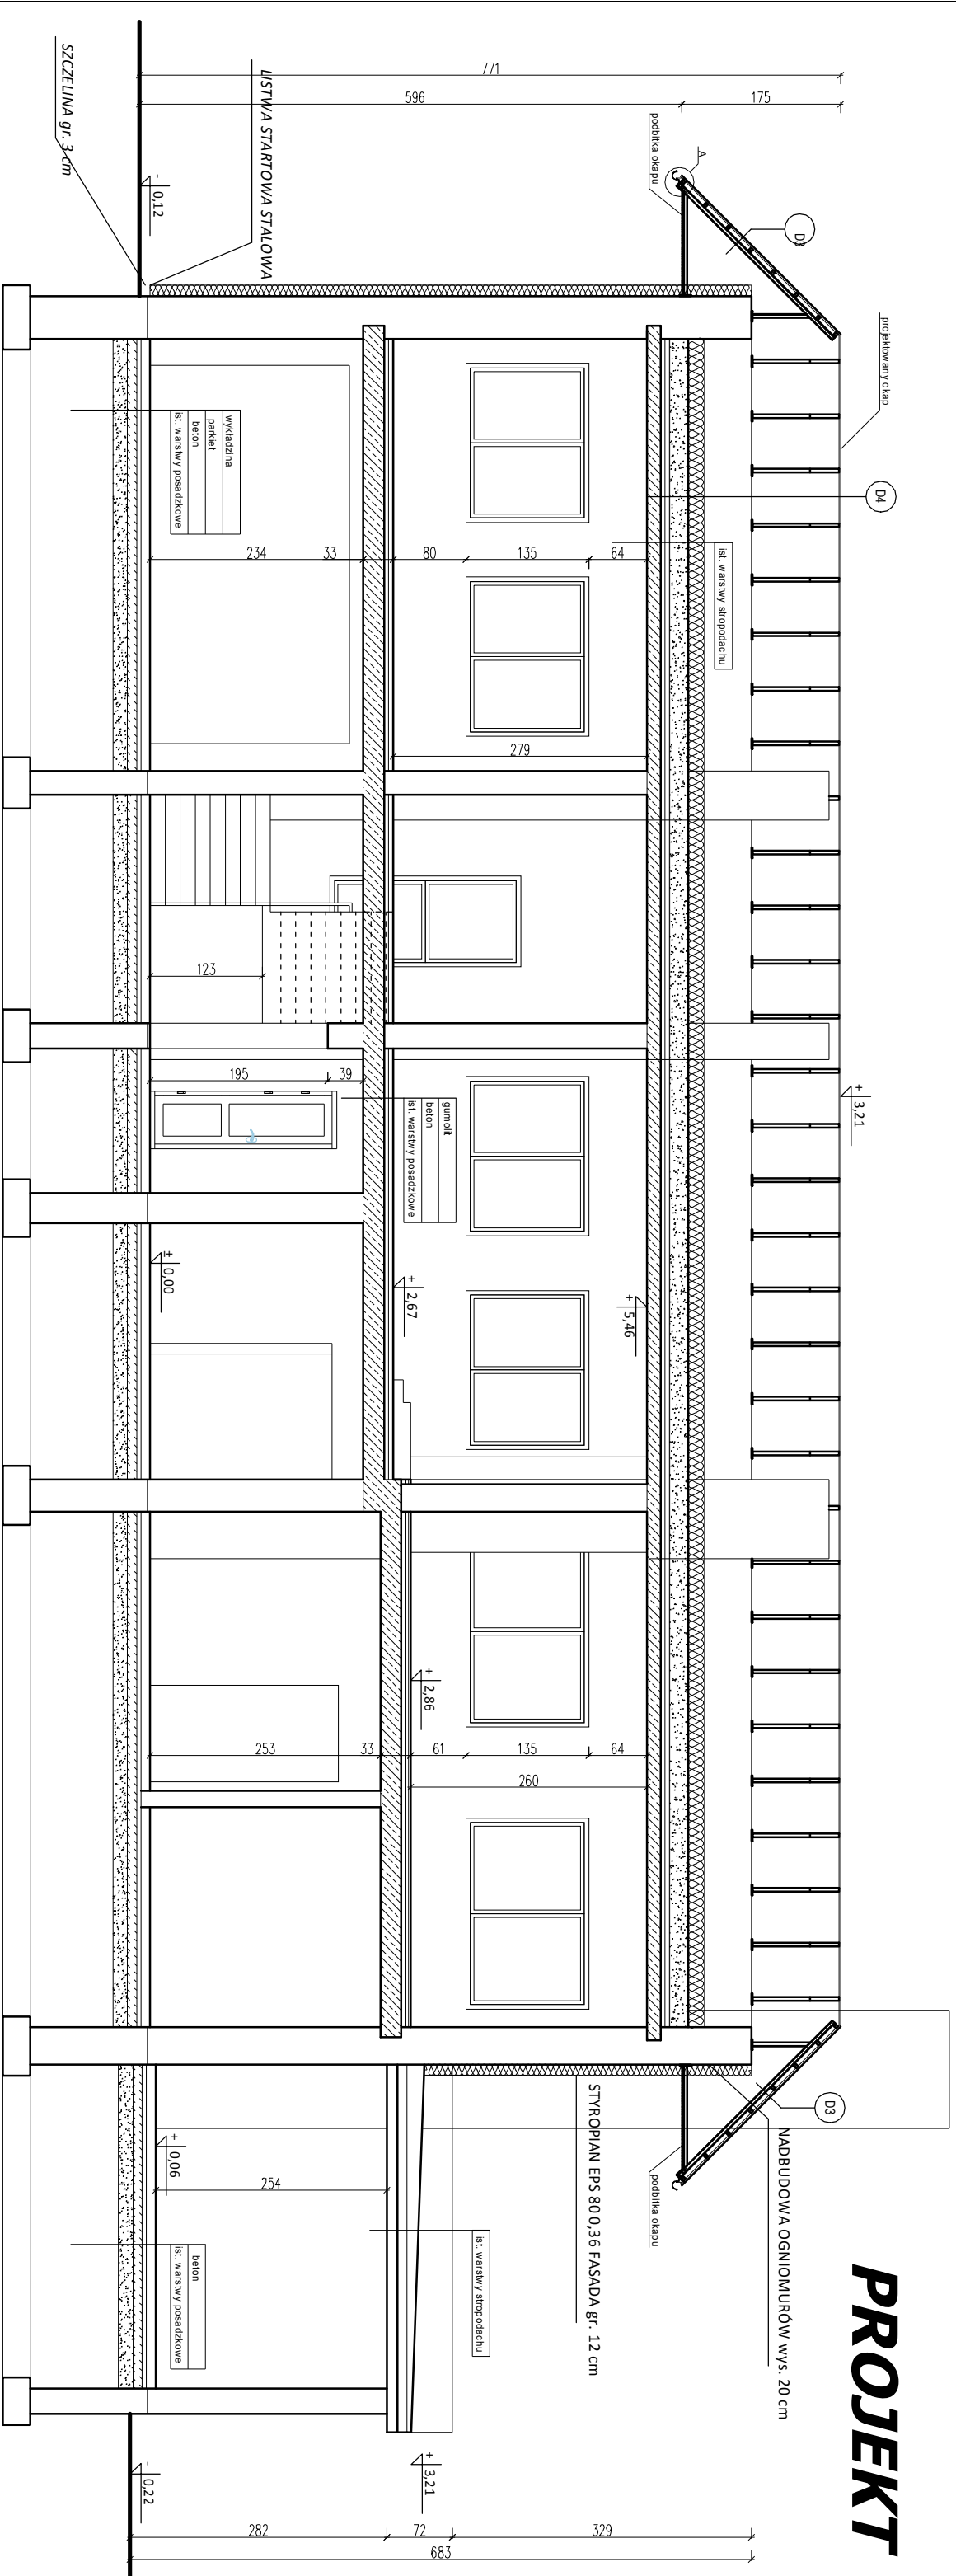 PROJEKT
771
596
175
SZCZELINA gr. 3 cm
LISTWA STARTOWA STALOWA
- 0,12
podbitka okapu
A
D3
projektowany okap
D4
wykładzina
parkiet
beton
ist. warstwy posadzkowe
ist. warstwy stropodachu
234
33
80
135
64
279
123
195
39
gumolit
beton
ist. warstwy posadzkowe
+ 3,21
± 0,00
+ 2,67
+ 5,46
+ 2,86
253
33
61
135
64
260
D3
NADBUDOWA OGNIOMURÓW wys. 20 cm
podbitka okapu
STYROPIAN EPS 80 0,36 FASADA gr. 12 cm
ist. warstwy stropodachu
+ 0,06
254
beton
ist. warstwy posadzkowe
+ 3,21
- 0,22
282
72
329
683